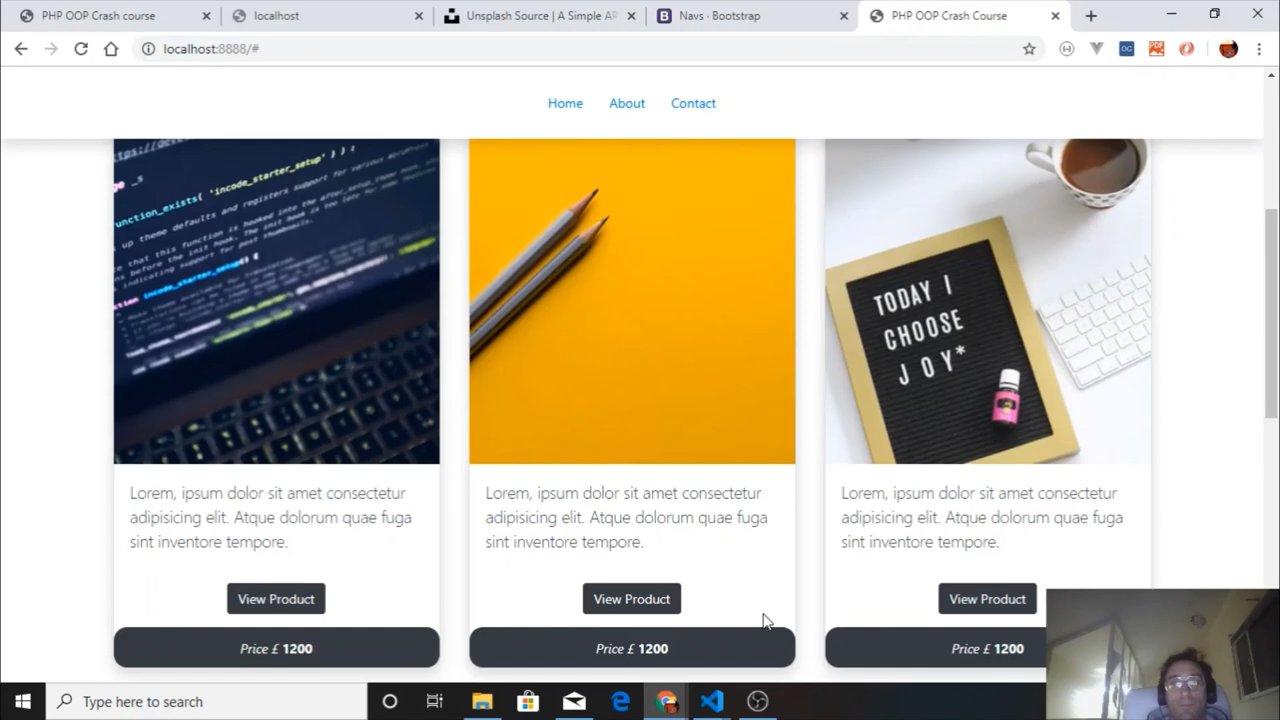 PHP OOP Crash course
localhost
Unsplash Source | A Simple AP
Navs · Bootstrap
PHP OOP Crash Course
localhost:8888/#
Home About Contact
function_exists( 'incode_starter_setup' ) ) :
incode_starter_setup() {
TODAY I
CHOOSE
JOY*
Lorem, ipsum dolor sit amet consectetur
adipisicing elit. Atque dolorum quae fuga
sint inventore tempore.
View Product
Price £ 1200
Lorem, ipsum dolor sit amet consectetur
adipisicing elit. Atque dolorum quae fuga
sint inventore tempore.
View Product
Price £ 1200
Lorem, ipsum dolor sit amet consectetur
adipisicing elit. Atque dolorum quae fuga
sint inventore tempore.
View Product
Price £ 1200
Type here to search